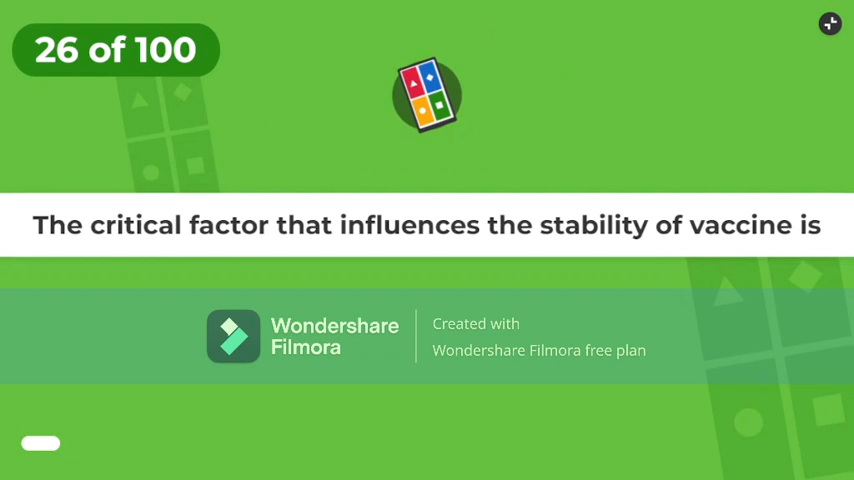 26 of 100
The critical factor that influences the stability of vaccine is
Wondershare
Filmora
Created with
Wondershare Filmora free plan